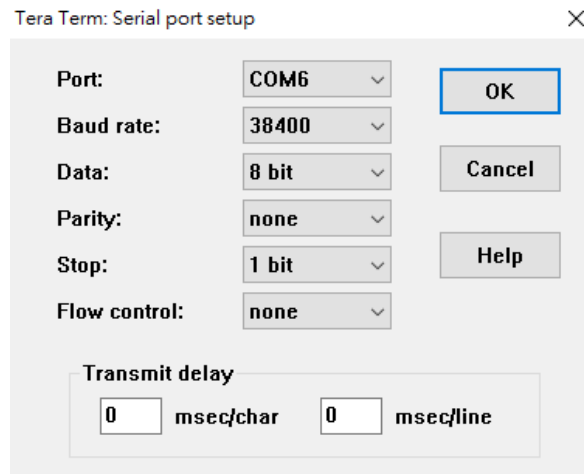 Tera Term: Serial port setup
Port: COM6
OK
Baud rate: 38400
Data: 8 bit
Cancel
Parity: none
Stop: 1 bit
Help
Flow control: none
Transmit delay
0 msec/char 0 msec/line